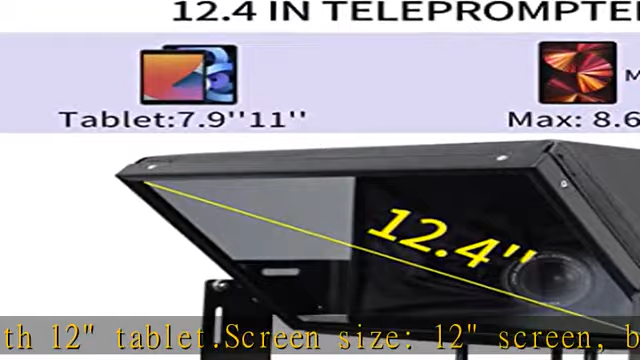 12.4 IN TELEPROMPTE
Tablet:7.9''11''
Max: 8.6
12.4''
th 12" tablet.Screen size: 12" screen, b